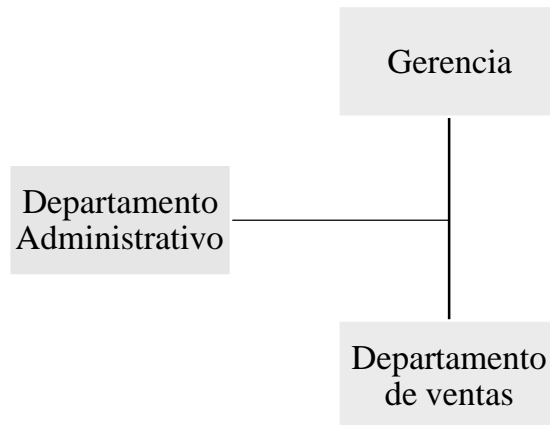 Gerencia
Departamento
Administrativo
Departamento
de ventas